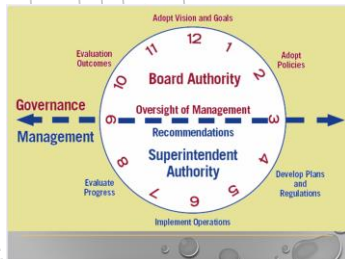 Adopt Vision and Goals
12
11
1
Evaluation
Outcomes
Adopt
Policies
10
2
Board Authority
Governance
Oversight of Management
9
3
Management
Recommendations
Superintendent
Authority
8
4
Evaluate
Progress
Develop Plans
and
Regulations
7
5
6
Implement Operations